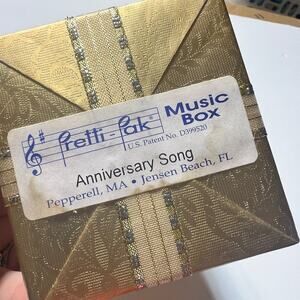 Pretti-Pak® Music
Box
U.S. Patent No. D399520
Anniversary Song
Pepperell, MA • Jensen Beach, FL